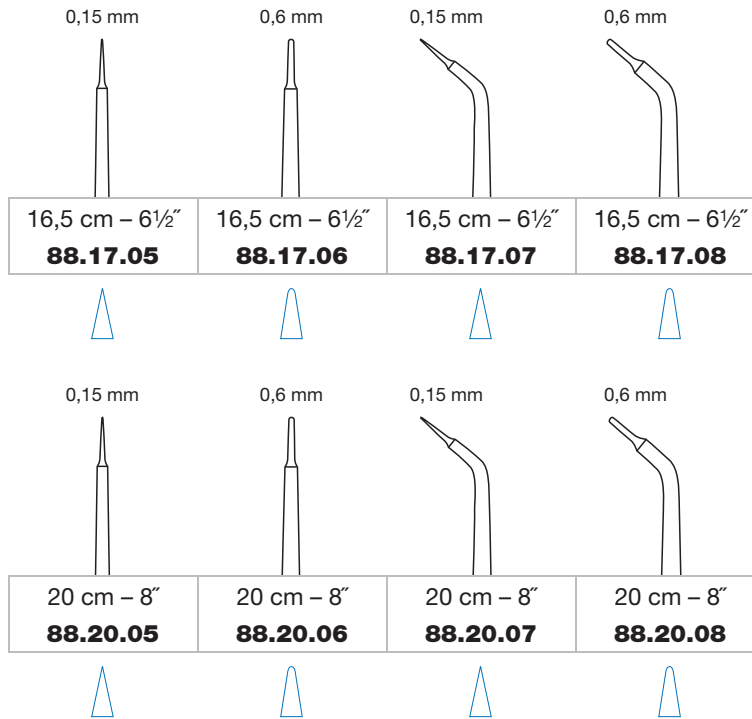 0,15 mm 0,6 mm 0,15 mm 0,6 mm
16,5 cm – 6½˝ 16,5 cm – 6½˝ 16,5 cm – 6½˝ 16,5 cm – 6½˝
88.17.05 88.17.06 88.17.07 88.17.08
0,15 mm 0,6 mm 0,15 mm 0,6 mm
20 cm – 8˝ 20 cm – 8˝ 20 cm – 8˝ 20 cm – 8˝
88.20.05 88.20.06 88.20.07 88.20.08